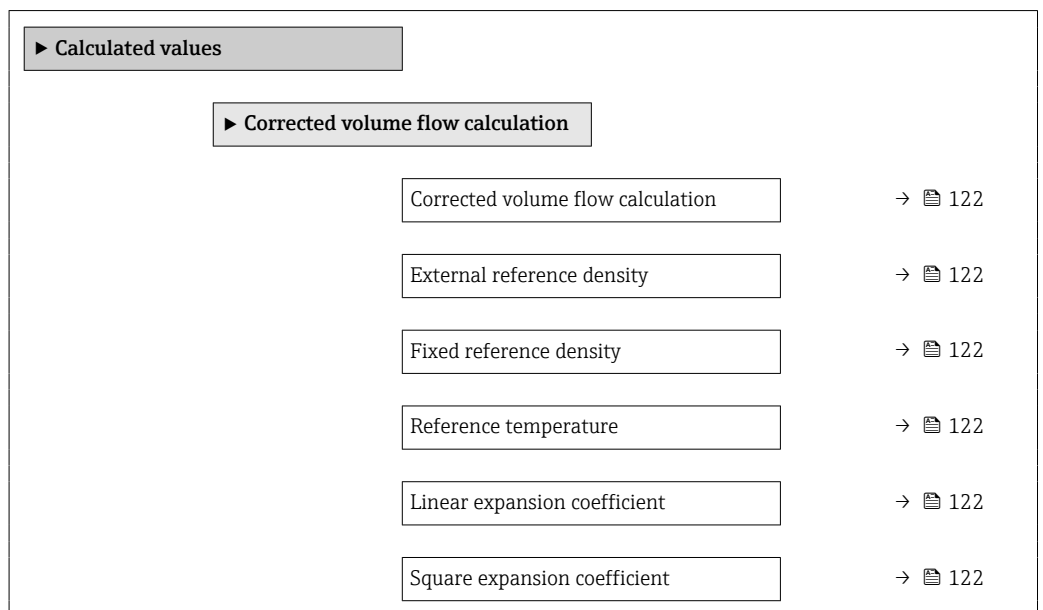 ▶ Calculated values
▶ Corrected volume flow calculation
Corrected volume flow calculation → 122
External reference density → 122
Fixed reference density → 122
Reference temperature → 122
Linear expansion coefficient → 122
Square expansion coefficient → 122